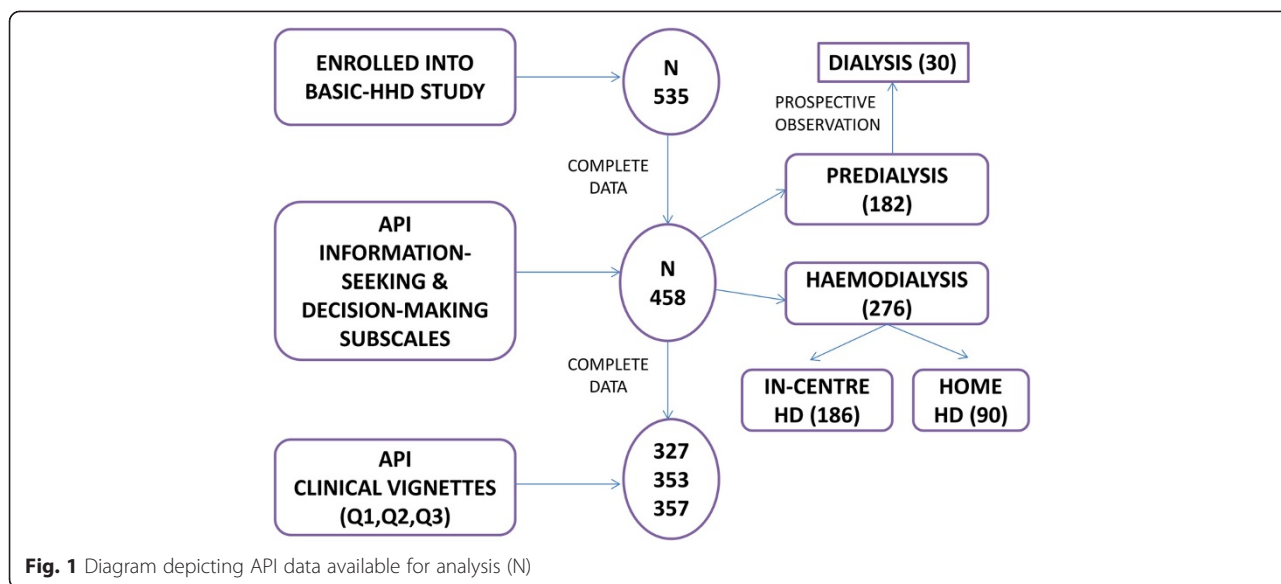 ENROLLED INTO
BASIC-HHD STUDY
N
535
DIALYSIS (30)
PROSPECTIVE
OBSERVATION
COMPLETE
DATA
PREDIALYSIS
(182)
API
INFORMATION-
SEEKING &
DECISION-MAKING
SUBSCALES
N
458
HAEMODIALYSIS
(276)
COMPLETE
DATA
IN-CENTRE
HD (186)
HOME
HD (90)
API
CLINICAL VIGNETTES
(Q1,Q2,Q3)
327
353
357
Fig. 1 Diagram depicting API data available for analysis (N)